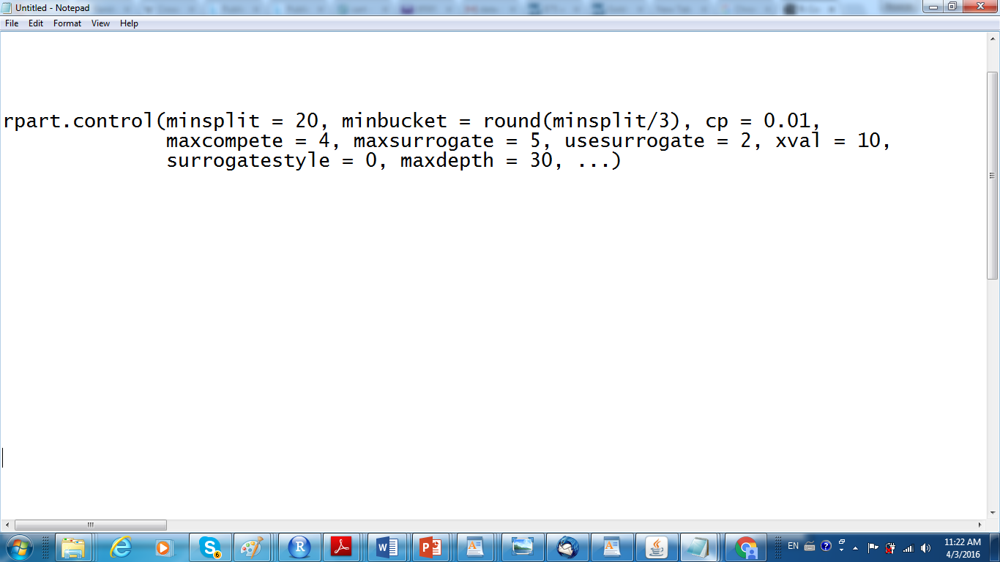 Untitled - Notepad
File Edit Format View Help
rpart.control(minsplit = 20, minbucket = round(minsplit/3), cp = 0.01,
maxcompete = 4, maxsurrogate = 5, usesurrogate = 2, xval = 10,
surrogatestyle = 0, maxdepth = 30, ...)
EN
11:22 AM
4/3/2016